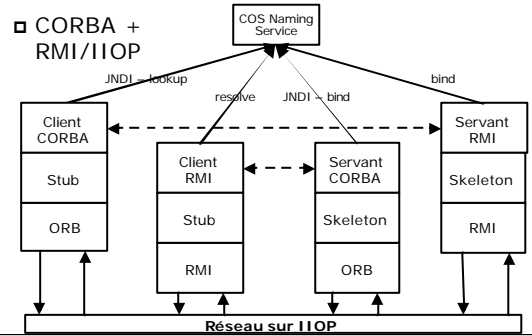 CORBA +
RMI/IIOP
COS Naming
Service
JNDI – lookup
resolve
JNDI – bind
bind
Client
CORBA
Stub
ORB
Client
RMI
Stub
RMI
Servant
CORBA
Skeleton
ORB
Servant
RMI
Skeleton
RMI
Réseau sur IIOP